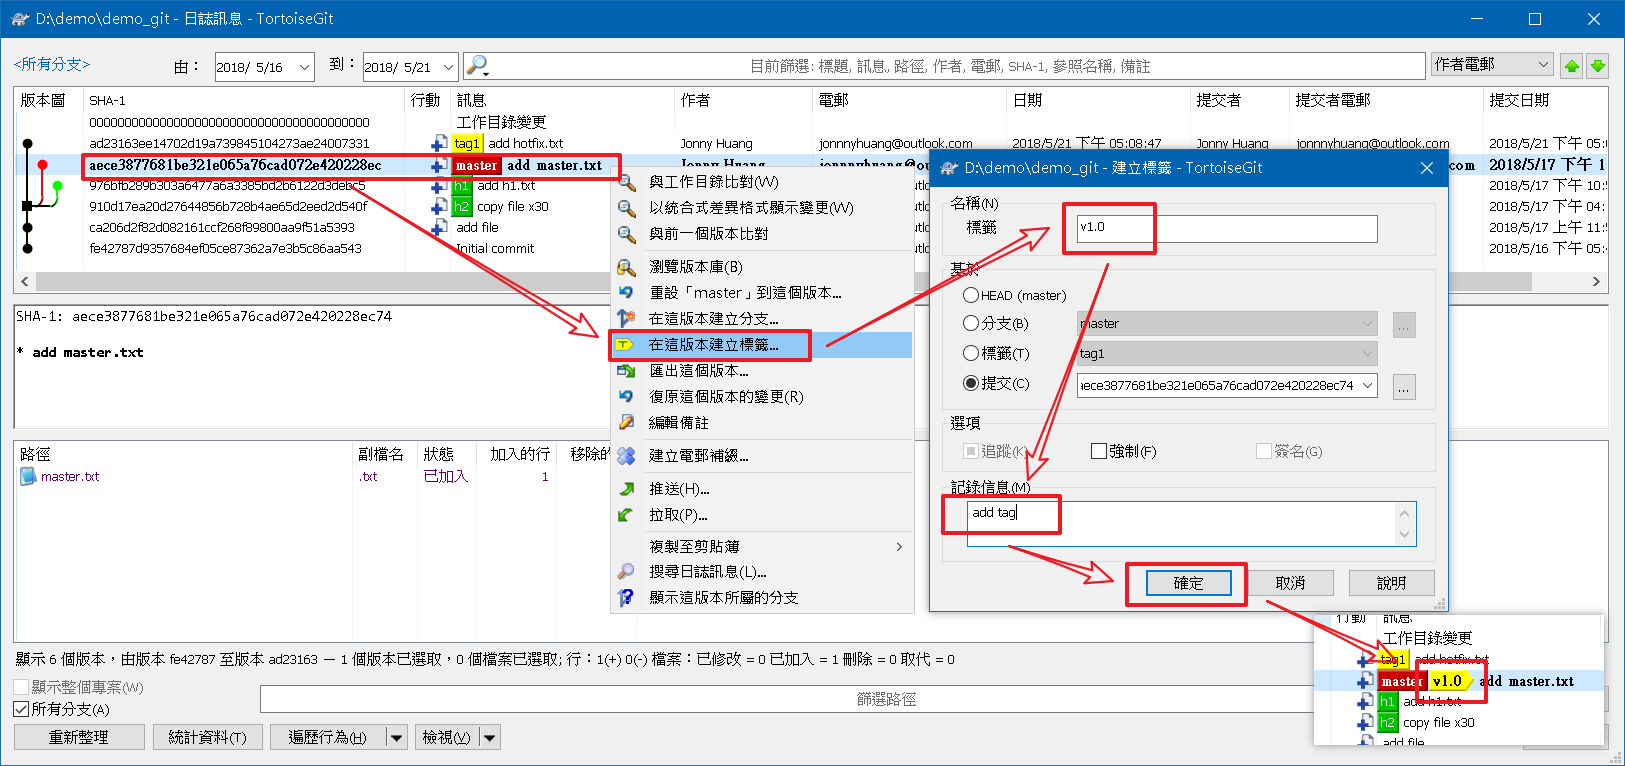 D:\demo\demo_git - 日誌訊息 - TortoiseGit
<所有分支>
由： 2018/ 5/16 到： 2018/ 5/21 目前篩選: 標題, 訊息, 路徑, 作者, 電郵, SHA-1, 參照名稱, 備註 作者電郵
版本圖 SHA-1 行動 訊息 作者 電郵 日期 提交者 提交者電郵 提交日期
0000000000000000000000000000000000000000 工作目錄變更
ad23163ee14702d19a739845104273ae24007331 tag1 add hotfix.txt Jonny Huang jonnnyhuang@outlook.com 2018/5/21 下午 05:08:47 Jonny Huang jonnnyhuang@outlook.com 2018/5/21 下午 05:
aece3877681be321e065a76cad072e420228ec master add master.txt Jonny Huang com 2018/5/17 下午 1
976bfb289b303a6477a6a3385bd2b6122d3debc5 h1 add h1.txt 2018/5/17 下午 10:
910d17ea20d27644856b728b4ae65d2eed2d540f h2 copy file x30 2018/5/17 下午 04:
ca206d2f82d082161ccf268f89800aa9f51a5393 add file 2018/5/17 上午 11:
fe42787d9357684ef05ce87362a7e3b5c86aa543 Initial commit 2018/5/16 下午 05:
SHA-1: aece3877681be321e065a76cad072e420228ec74
* add master.txt
路徑 副檔名 狀態 加入的行 移除的
master.txt .txt 已加入 1
與工作目錄比對(W)
以統合式差異格式顯示變更(W)
與前一個版本比對
瀏覽版本庫(B)
重設「master」到這個版本...
在這版本建立分支...
在這版本建立標籤...
匯出這個版本...
復原這個版本的變更(R)
編輯備註
建立電郵補綴...
推送(H)...
拉取(P)...
複製至剪貼簿
搜尋日誌訊息(L)...
顯示這版本所屬的分支
D:\demo\demo_git - 建立標籤 - TortoiseGit
名稱(N)
標籤 v1.0
基於
HEAD (master)
分支(B) master ...
標籤(T) tag1
提交(C) aece3877681be321e065a76cad072e420228ec74 ...
選項
追蹤(K) 強制(F) 簽名(G)
記錄信息(M)
add tag
確定 取消 說明
行動 訊息
工作目錄變更
tag1 add hotfix.txt
master v1.0 add master.txt
h1 add h1.txt
h2 copy file x30
add file
顯示 6 個版本，由版本 fe42787 至版本 ad23163 — 1 個版本已選取，0 個檔案已選取; 行：1(+) 0(-) 檔案：已修改 = 0 已加入 = 1 刪除 = 0 取代 = 0
顯示整個專案(W)
所有分支(A) 篩選路徑
重新整理 統計資料(T) 遍歷行為(H) 檢視(V)